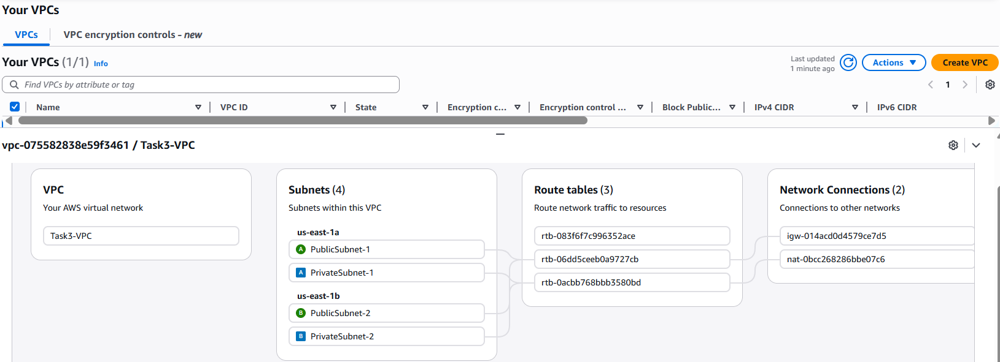 Your VPCs
VPCs
VPC encryption controls - new
Your VPCs (1/1) Info
Last updated
1 minute ago
Actions
Create VPC
Find VPCs by attribute or tag
1
Name
VPC ID
State
Encryption c...
Encryption control ...
Block Public...
IPv4 CIDR
IPv6 CIDR
vpc-075582838e59f3461 / Task3-VPC
VPC
Your AWS virtual network
Task3-VPC
Subnets (4)
Subnets within this VPC
us-east-1a
A PublicSubnet-1
A PrivateSubnet-1
us-east-1b
B PublicSubnet-2
B PrivateSubnet-2
Route tables (3)
Route network traffic to resources
rtb-083f6f7c996352ace
rtb-06dd5ceeb0a9727cb
rtb-0acbb768bbb3580bd
Network Connections (2)
Connections to other networks
igw-014acd0d4579ce7d5
nat-0bcc268286bbe07c6